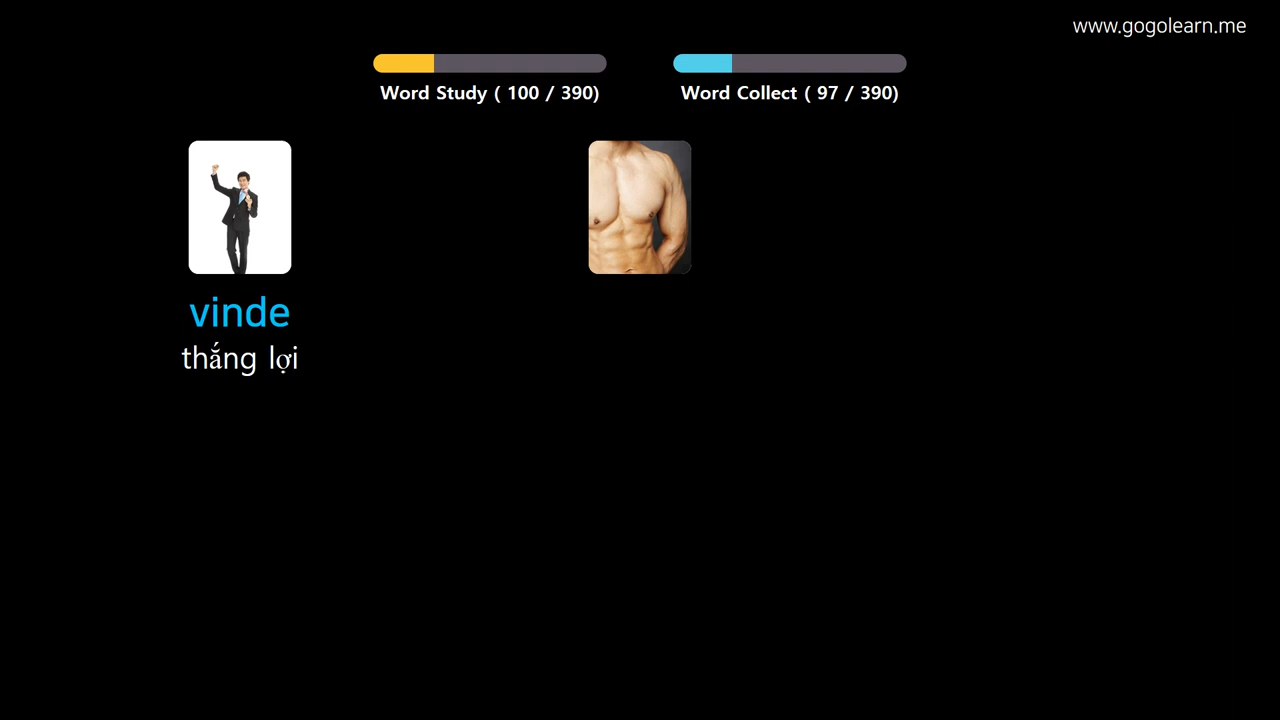 www.gogolearn.me
Word Study ( 100 / 390)
Word Collect ( 97 / 390)
vinde
thắng lợi